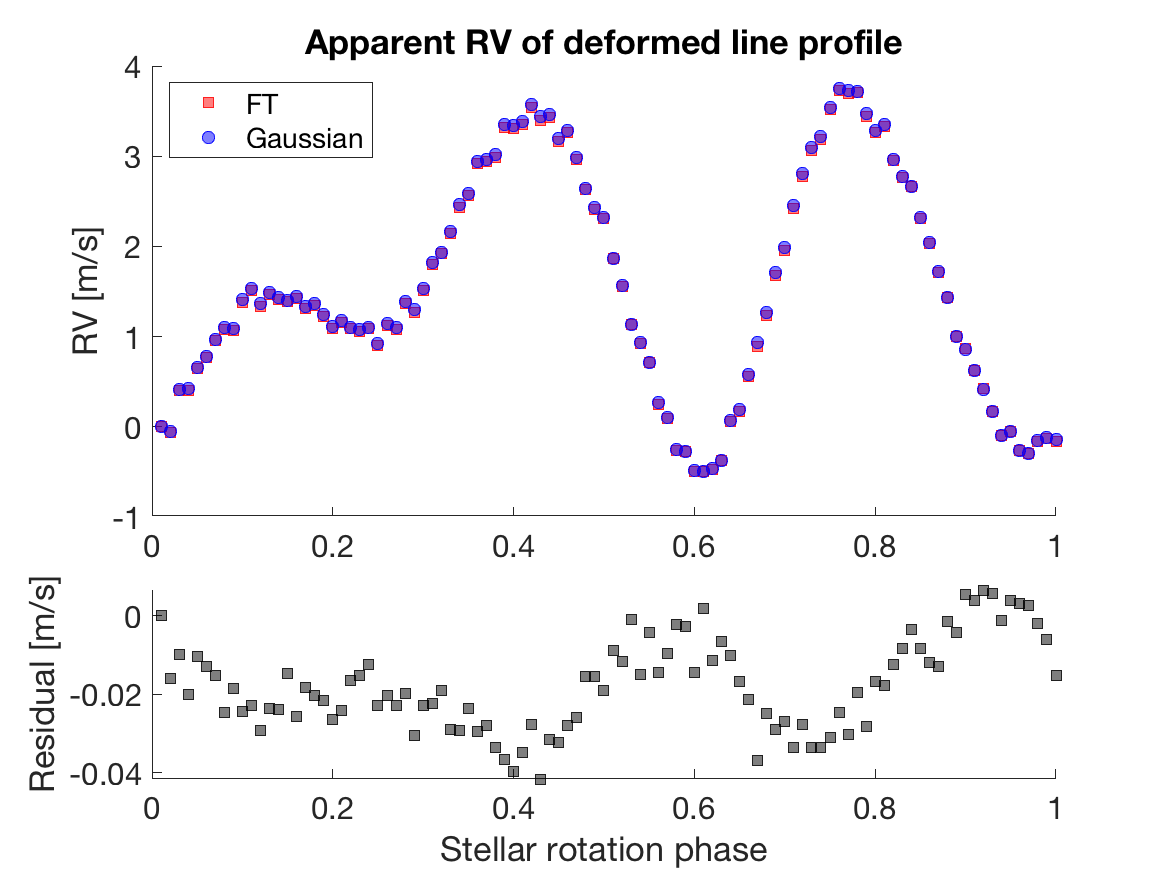 Apparent RV of deformed line profile
4
3
2
1
0
-1
RV [m/s]
FT
Gaussian
0 0.2 0.4 0.6 0.8 1
0
-0.02
-0.04
Residual [m/s]
0 0.2 0.4 0.6 0.8 1
Stellar rotation phase